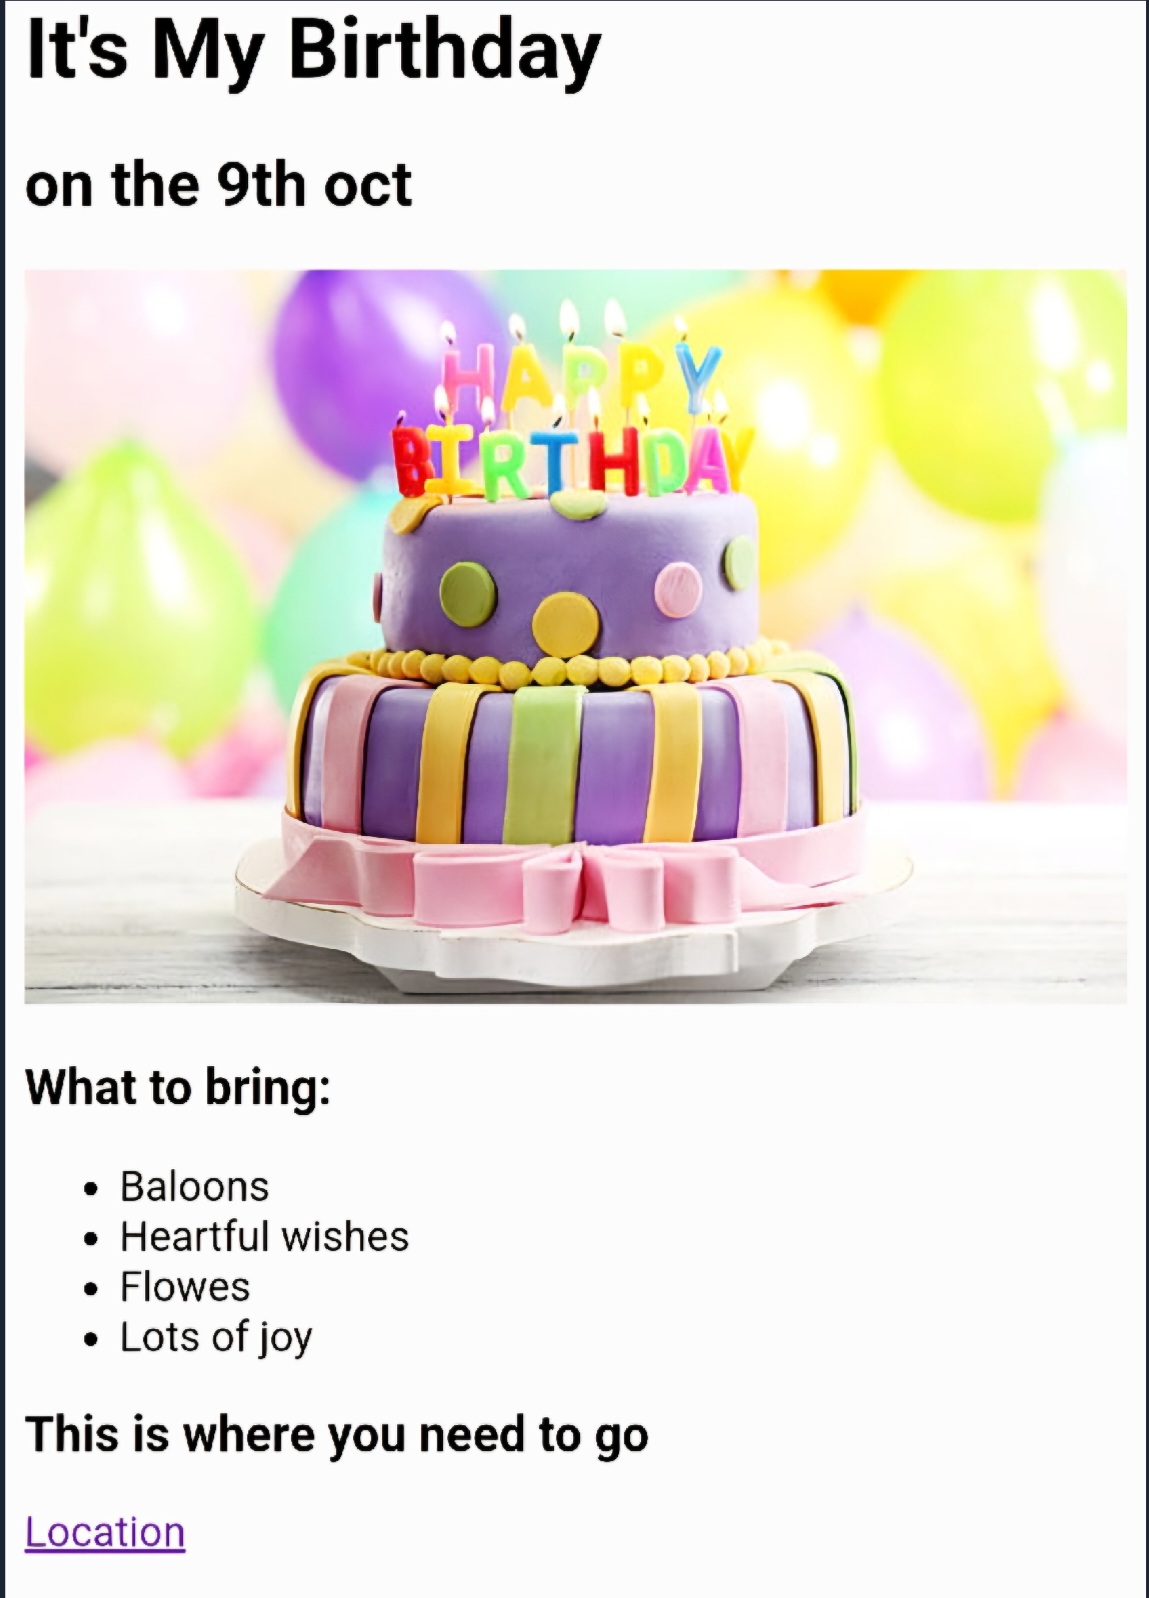 It's My Birthday
on the 9th oct
HAPPY
BIRTHDAY
What to bring:
Baloons
Heartful wishes
Flowes
Lots of joy
This is where you need to go
Location